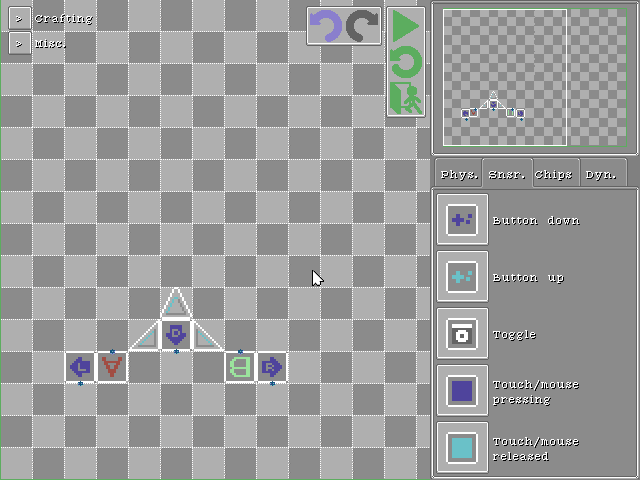 > Crafting
> Misc.
Phys. Snsr. Chips Dyn.
Button down
Button up
Toggle
Touch/mouse
pressing
Touch/mouse
released
D
L A B R